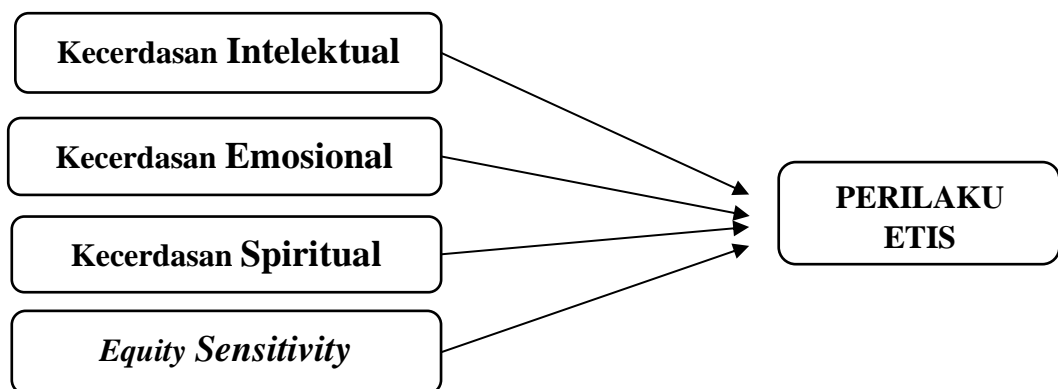 Kecerdasan Intelektual
Kecerdasan Emosional
Kecerdasan Spiritual
Equity Sensitivity
PERILAKU
ETIS